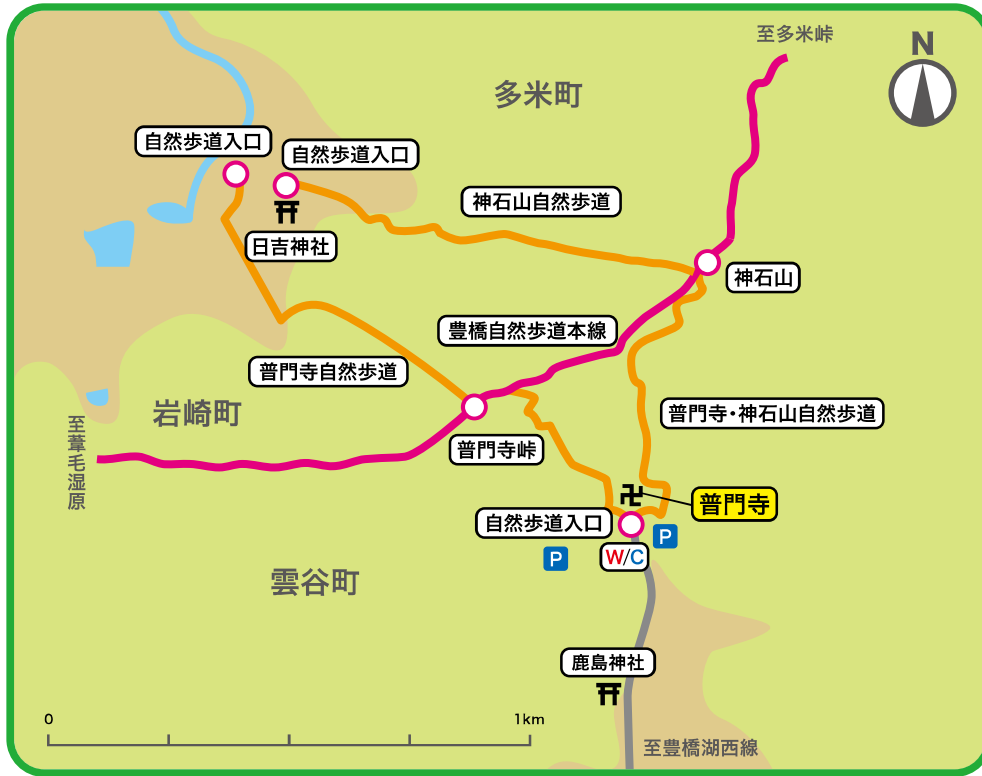 至多米峠
N
多米町
自然歩道入口
自然歩道入口
神石山自然歩道
日吉神社
神石山
豊橋自然歩道本線
普門寺自然歩道
岩崎町
普門寺・神石山自然歩道
至葦毛湿原
普門寺峠
普門寺
自然歩道入口
P
P
W/C
雲谷町
鹿島神社
0
1km
至豊橋湖西線